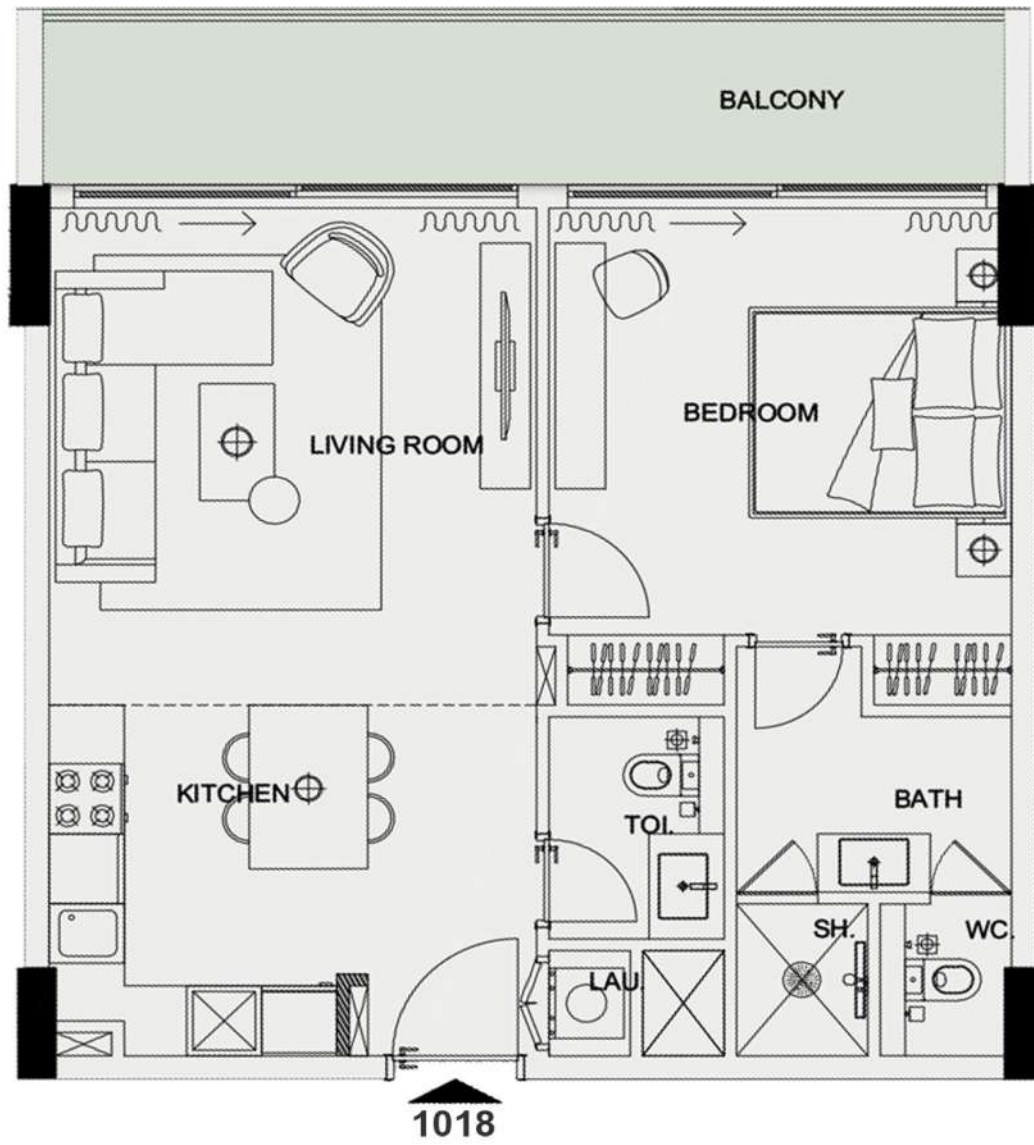 BALCONY
LIVING ROOM
BEDROOM
KITCHEN
TOI.
BATH
SH.
WC.
LAU.
1018